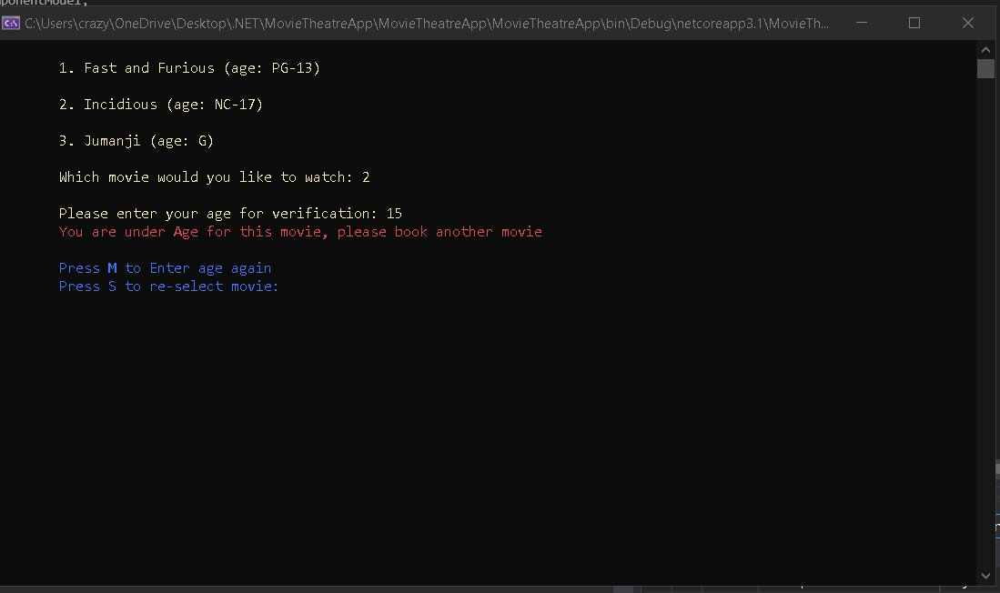 ponentModel;
C:\Users\crazy\OneDrive\Desktop\.NET\MovieTheatreApp\MovieTheatreApp\MovieTheatreApp\bin\Debug\netcoreapp3.1\MovieTh...
1. Fast and Furious (age: PG-13)
2. Incidious (age: NC-17)
3. Jumanji (age: G)
Which movie would you like to watch: 2
Please enter your age for verification: 15
You are under Age for this movie, please book another movie
Press M to Enter age again
Press S to re-select movie: